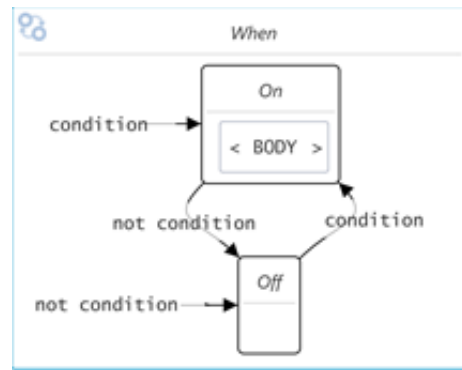 When
On
condition
< BODY >
not condition
condition
Off
not condition